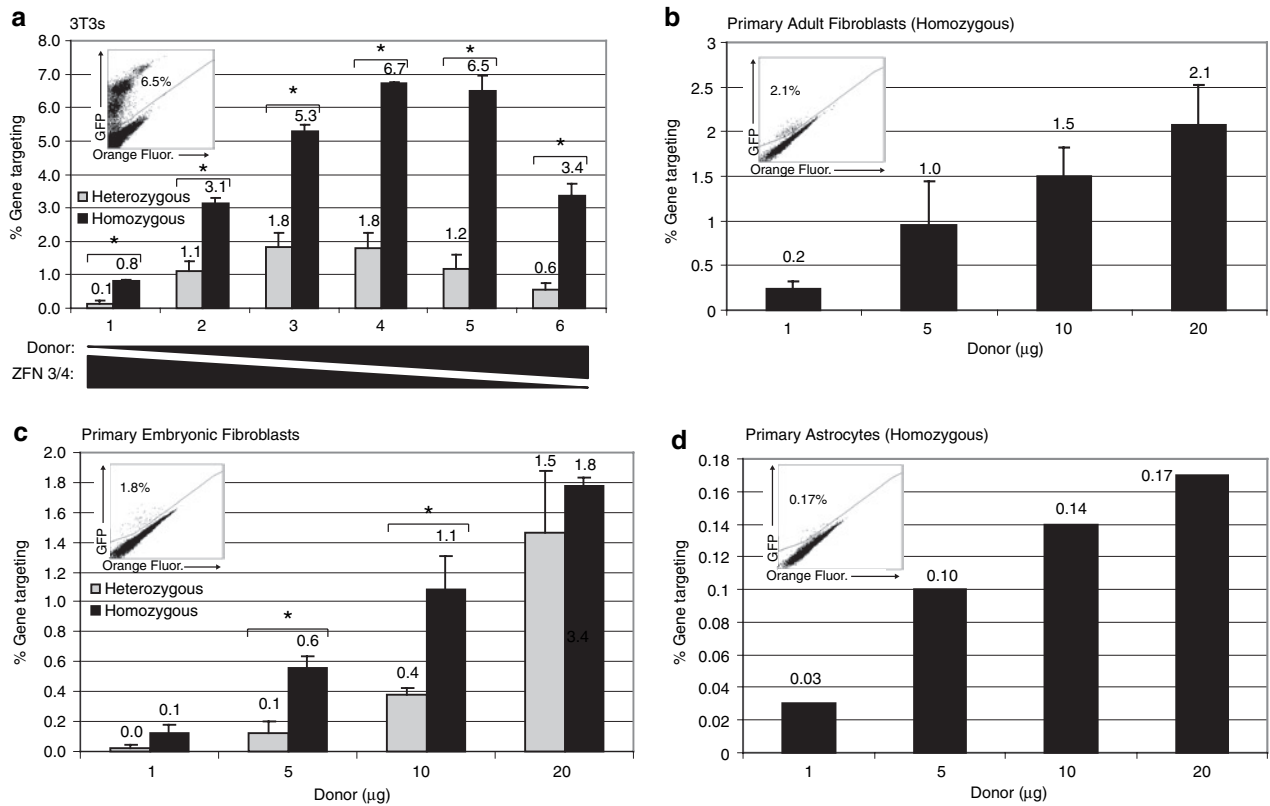 a
3T3s
8.0
7.0
6.0
5.0
4.0
3.0
2.0
1.0
0.0
% Gene targeting
6.5%
GFP
Orange Fluor.
Heterozygous
Homozygous
*
0.1
0.8
*
1.1
3.1
*
1.8
5.3
*
1.8
6.7
*
1.2
6.5
*
0.6
3.4
1 2 3 4 5 6
Donor:
ZFN 3/4:
b
Primary Adult Fibroblasts (Homozygous)
3
2.5
2
1.5
1
0.5
0
% Gene targeting
2.1%
GFP
Orange Fluor.
0.2
1.0
1.5
2.1
1 5 10 20
Donor (μg)
c
Primary Embryonic Fibroblasts
2.0
1.8
1.6
1.4
1.2
1.0
0.8
0.6
0.4
0.2
0.0
% Gene targeting
1.8%
GFP
Orange Fluor.
Heterozygous
Homozygous
0.0
0.1
*
0.1
0.6
*
0.4
1.1
1.5
1.8
3.4
1 5 10 20
Donor (μg)
d
Primary Astrocytes (Homozygous)
0.18
0.16
0.14
0.12
0.1
0.08
0.06
0.04
0.02
0
% Gene targeting
0.17%
GFP
Orange Fluor.
0.03
0.10
0.14
0.17
1 5 10 20
Donor (μg)